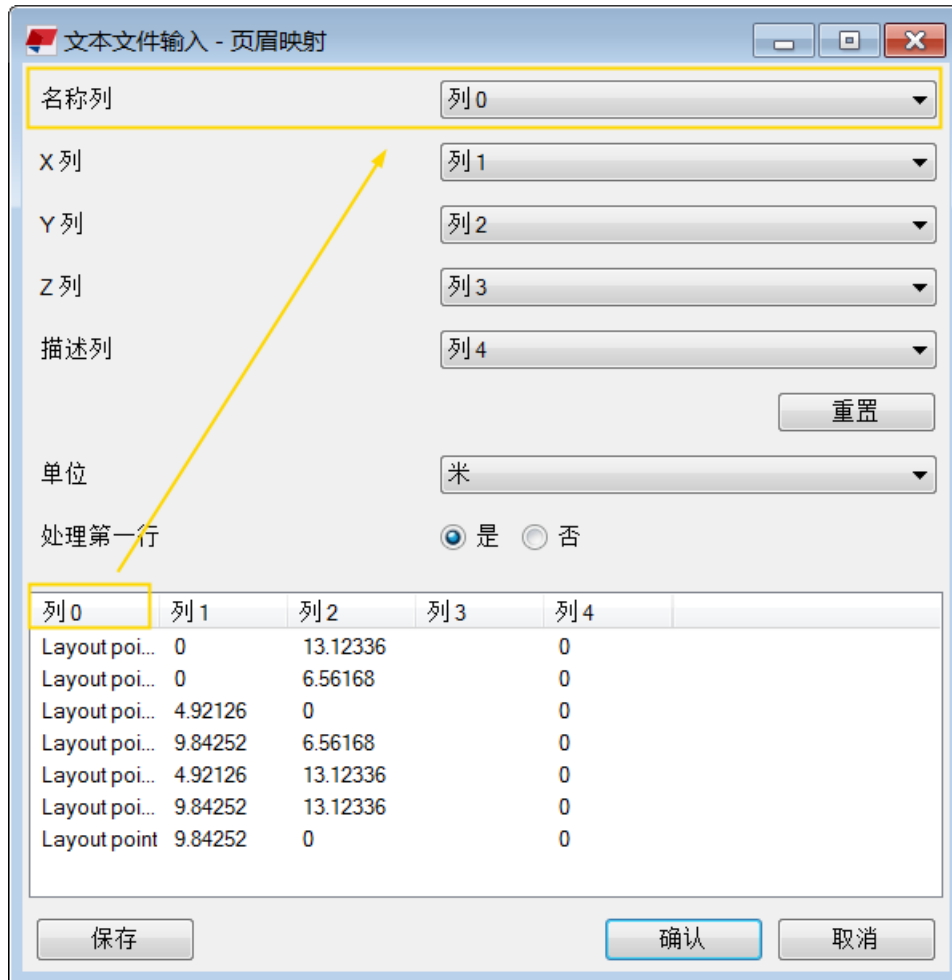 文本文件输入 - 页眉映射
名称列 列 0
X 列 列 1
Y 列 列 2
Z 列 列 3
描述列 列 4
重置
单位 米
处理第一行 是 否
列 0 列 1 列 2 列 3 列 4
Layout poi... 0 13.12336 0
Layout poi... 0 6.56168 0
Layout poi... 4.92126 0 0
Layout poi... 9.84252 6.56168 0
Layout poi... 4.92126 13.12336 0
Layout poi... 9.84252 13.12336 0
Layout point 9.84252 0 0
保存 确认 取消